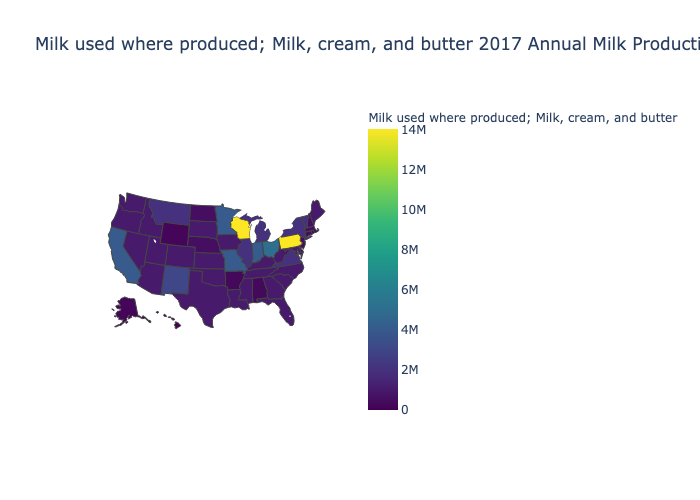 Milk used where produced; Milk, cream, and butter 2017 Annual Milk Producti
Milk used where produced; Milk, cream, and butter
14M
12M
10M
8M
6M
4M
2M
0